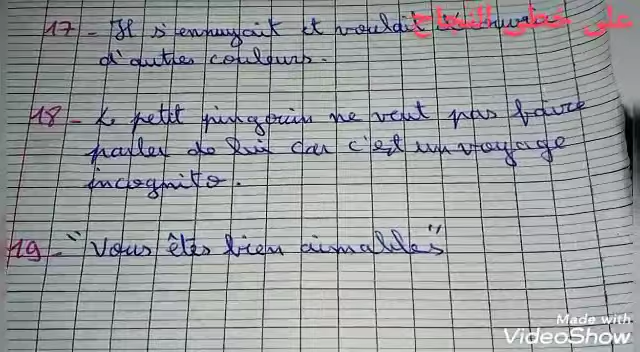 17 - Il s'ennuyait et voulait
على خطى النجاح
d'autres couleurs.
18 - Le petit pingouin ne veut pas faire
parler de lui car c'est un voyage
incognito.
19 - "Vous êtes bien aimables"
Made with
VideoShow